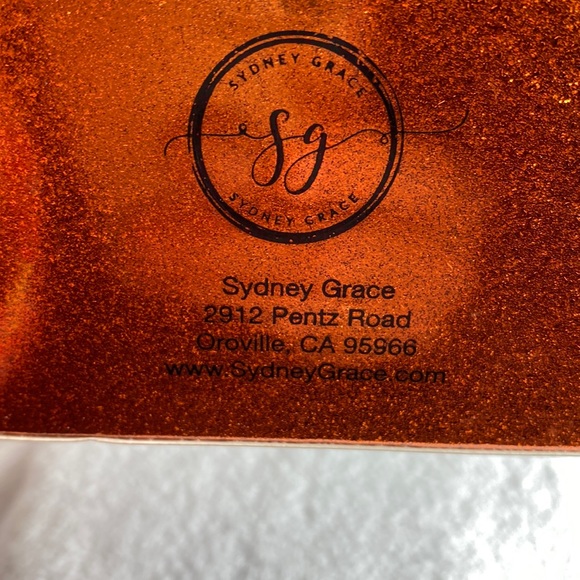 SYDNEY GRACE
sg
SYDNEY GRACE
Sydney Grace
2912 Pentz Road
Oroville, CA 95966
www.SydneyGrace.com